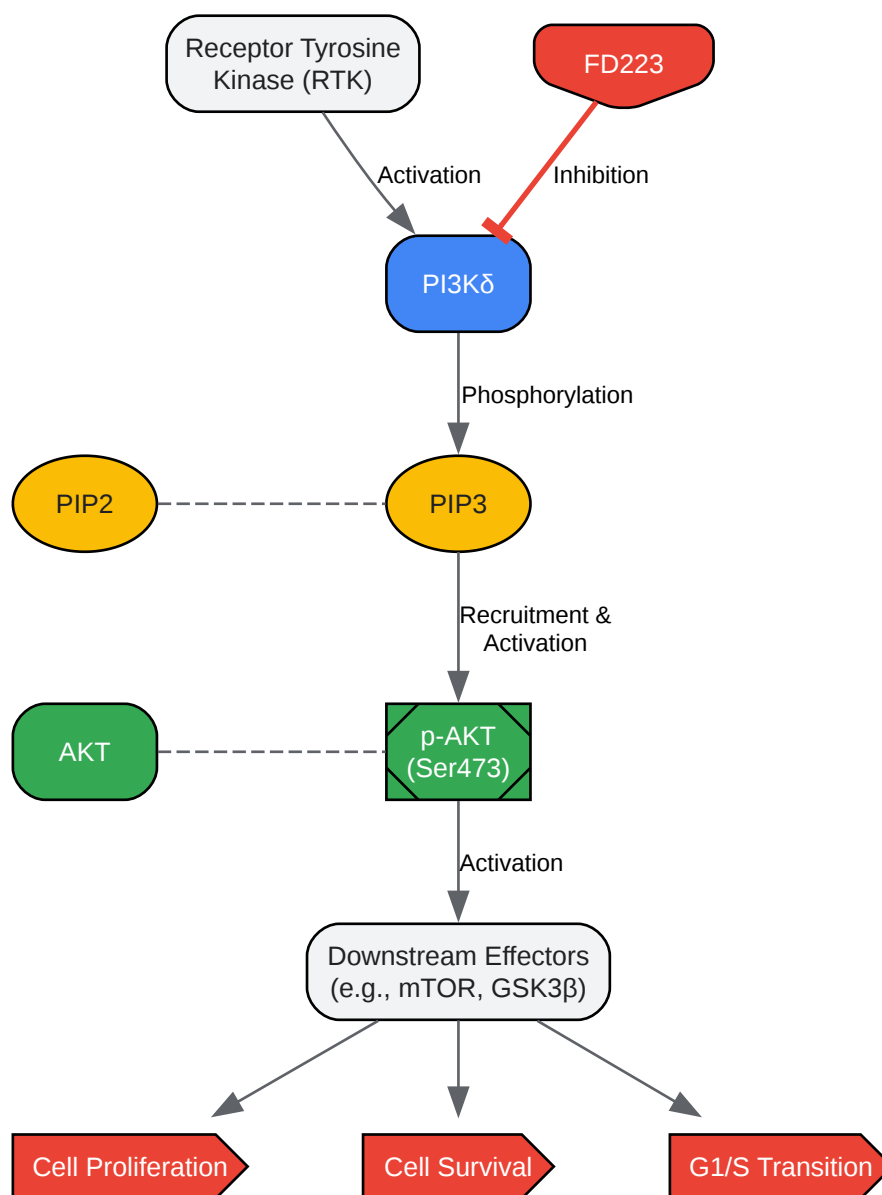 Receptor Tyrosine
Kinase (RTK)
FD223
Activation
Inhibition
PI3Kδ
Phosphorylation
PIP2
PIP3
Recruitment &
Activation
AKT
p-AKT
(Ser473)
Activation
Downstream Effectors
(e.g., mTOR, GSK3β)
Cell Proliferation
Cell Survival
G1/S Transition